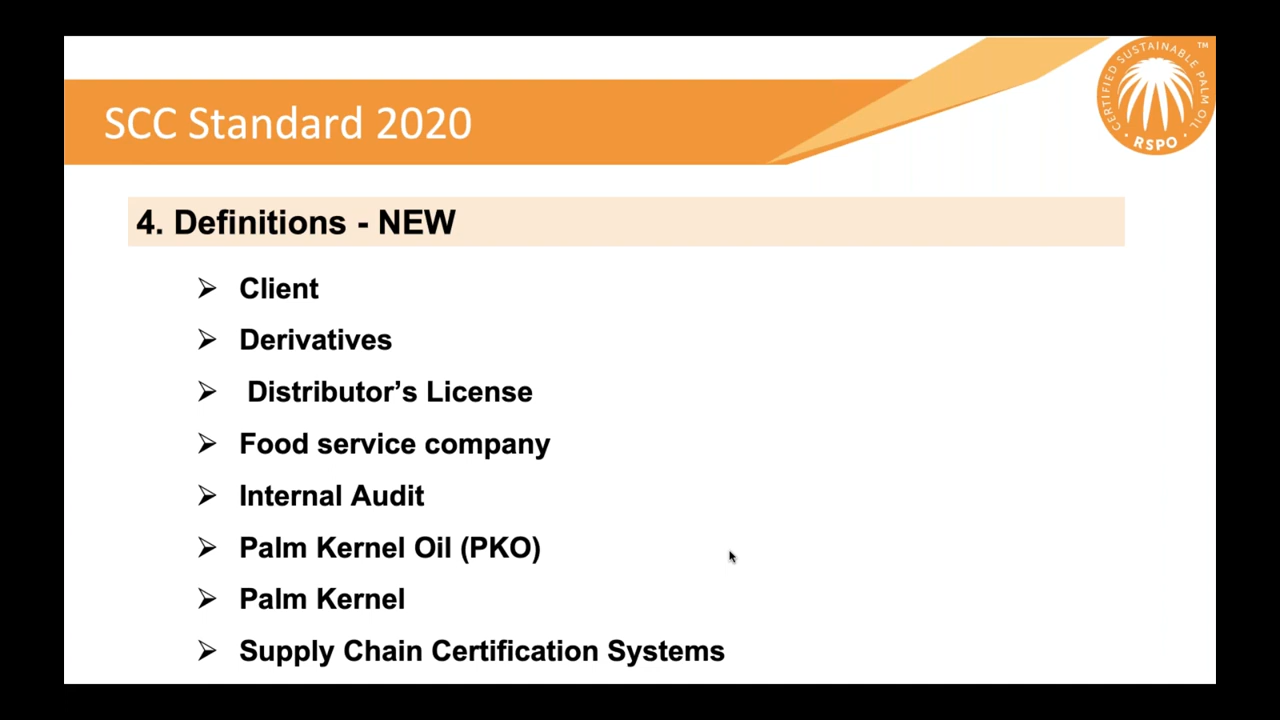 SCC Standard 2020
CERTIFIED SUSTAINABLE PALM OIL
TM
· RSPO ·
4. Definitions - NEW
➢ Client
➢ Derivatives
➢ Distributor’s License
➢ Food service company
➢ Internal Audit
➢ Palm Kernel Oil (PKO)
➢ Palm Kernel
➢ Supply Chain Certification Systems